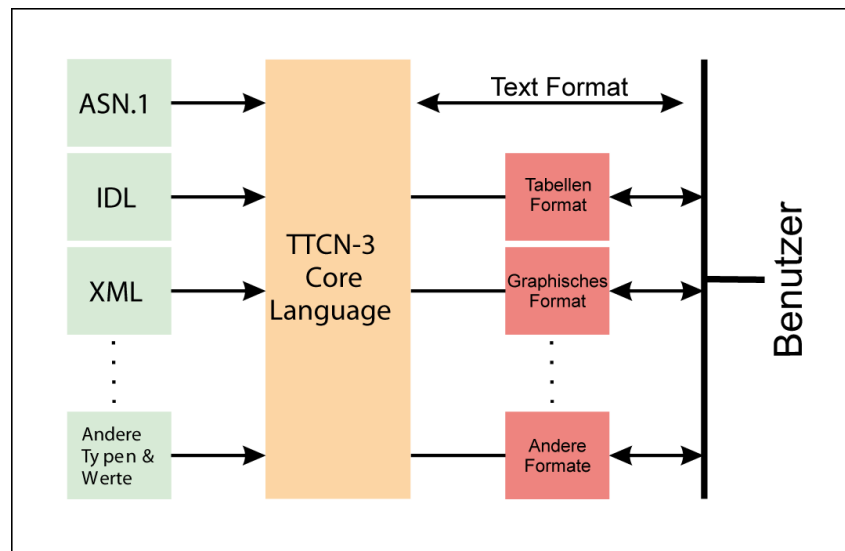 ASN.1
IDL
XML
Andere
Typen &
Werte
TTCN-3
Core
Language
Text Format
Tabellen
Format
Graphisches
Format
Andere
Formate
Benutzer